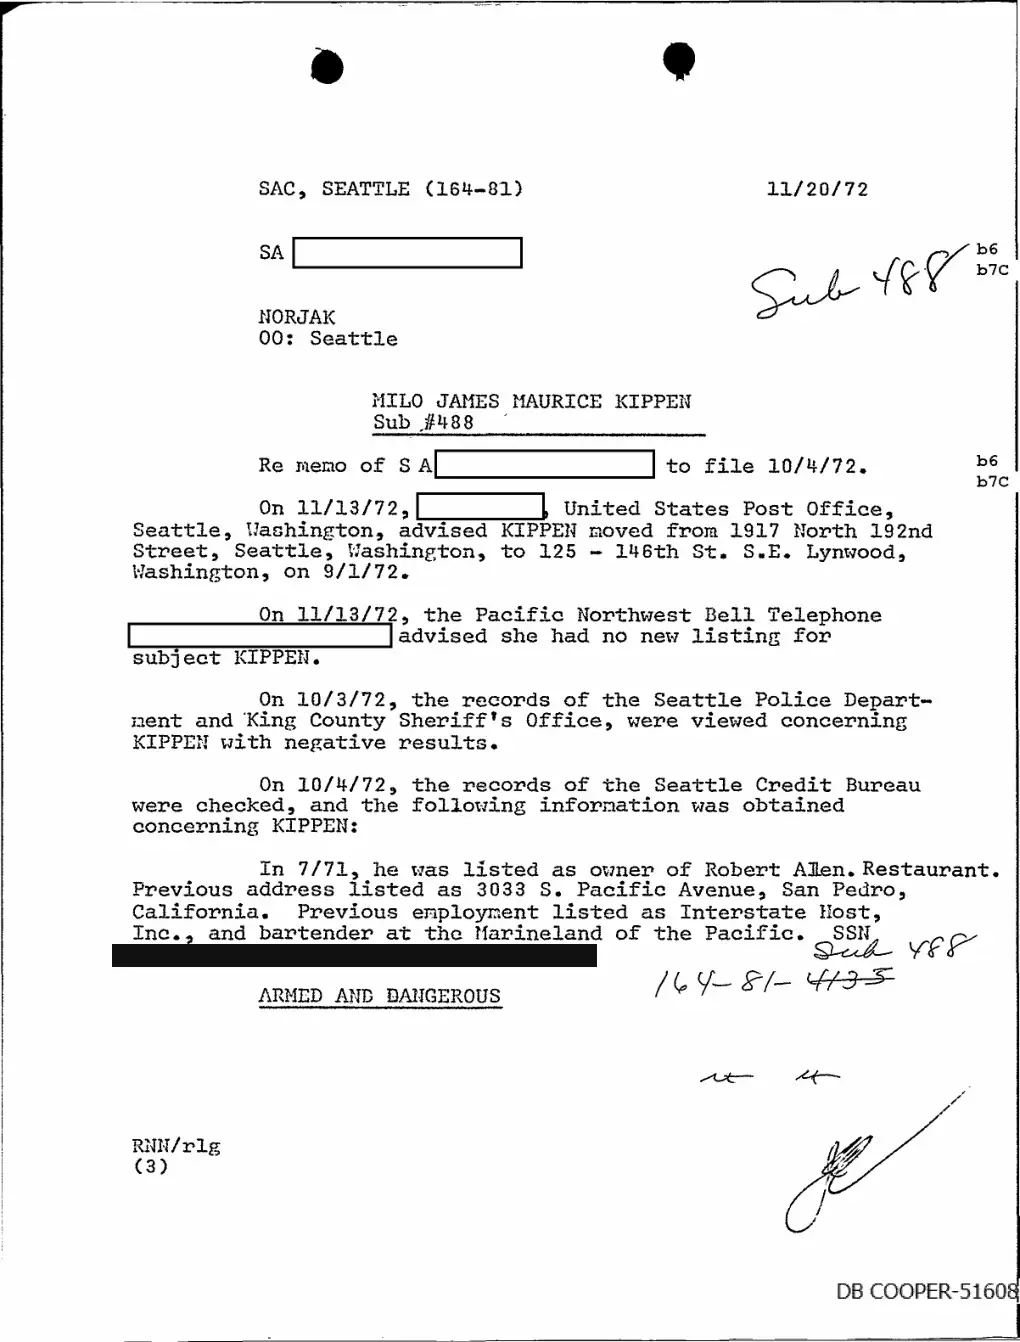 SAC, SEATTLE (164-81) 11/20/72
SA b6
b7C
Sub 488
NORJAK
OO: Seattle
MILO JAMES MAURICE KIPPEN
Sub #488
Re memo of SA to file 10/4/72. b6
b7C
On 11/13/72, , United States Post Office,
Seattle, Washington, advised KIPPEN moved from 1917 North 192nd
Street, Seattle, Washington, to 125 - 146th St. S.E. Lynwood,
Washington, on 9/1/72.
On 11/13/72, the Pacific Northwest Bell Telephone
advised she had no new listing for
subject KIPPEN.
On 10/3/72, the records of the Seattle Police Depart-
ment and King County Sheriff's Office, were viewed concerning
KIPPEN with negative results.
On 10/4/72, the records of the Seattle Credit Bureau
were checked, and the following information was obtained
concerning KIPPEN:
In 7/71, he was listed as owner of Robert Allen Restaurant.
Previous address listed as 3033 S. Pacific Avenue, San Pedro,
California. Previous employment listed as Interstate Host,
Inc., and bartender at the Marineland of the Pacific. SSN
Sub 488
164-81-4135
ARMED AND DANGEROUS
RNN/rlg
(3)
DB COOPER-51608